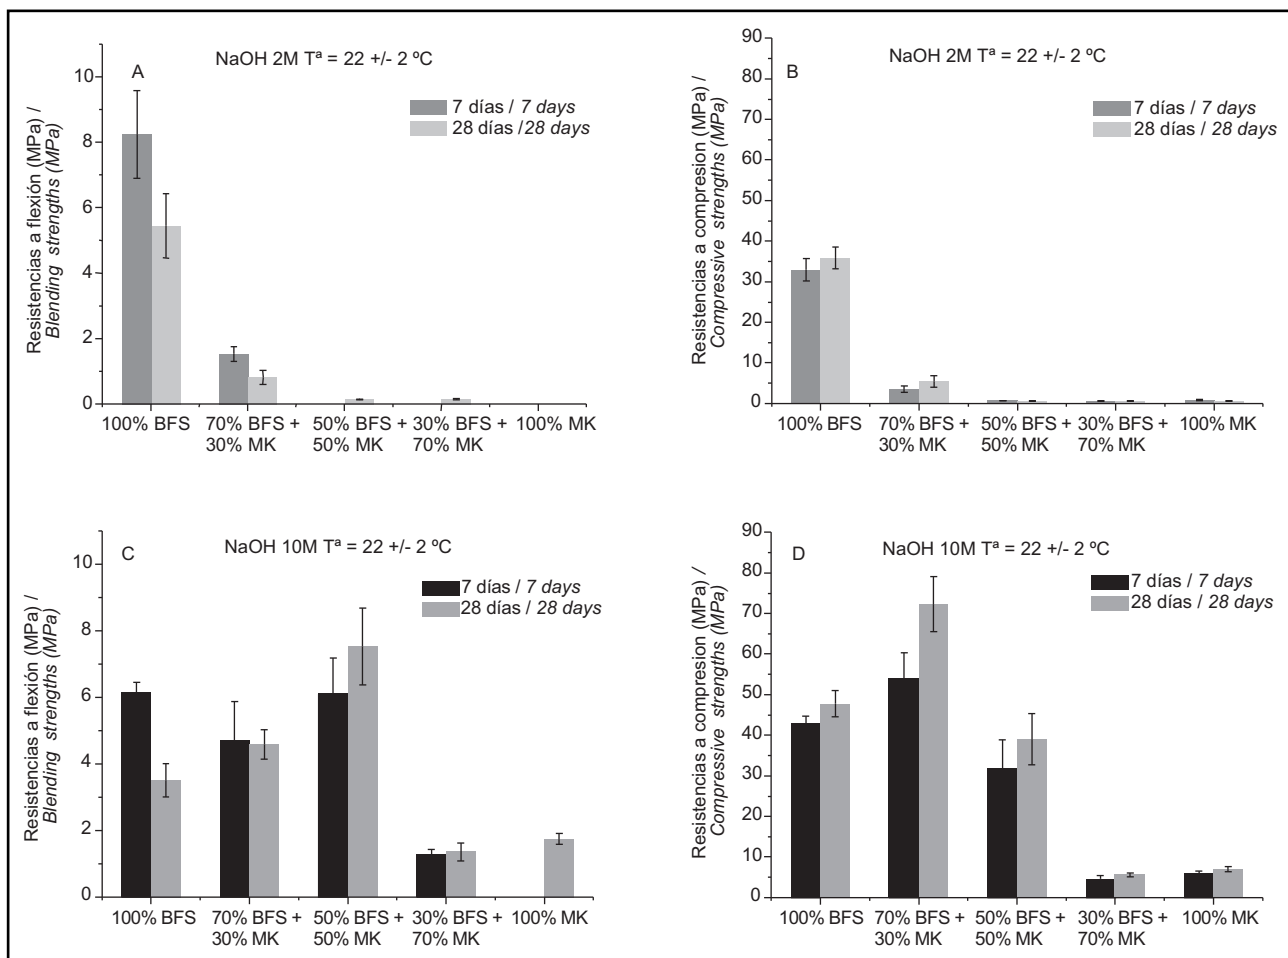 A
NaOH 2M Tª = 22 +/- 2 ºC
7 días / 7 days
28 días /28 days
Resistencias a flexión (MPa) /
Blending strengths (MPa)
10
8
6
4
2
0
100% BFS
70% BFS +
30% MK
50% BFS +
50% MK
30% BFS +
70% MK
100% MK
B
NaOH 2M Tª = 22 +/- 2 ºC
7 días / 7 days
28 días / 28 days
Resistencias a compresion (MPa) /
Compressive strengths (MPa)
90
80
70
60
50
40
30
20
10
0
100% BFS
70% BFS +
30% MK
50% BFS +
50% MK
30% BFS +
70% MK
100% MK
C
NaOH 10M Tª = 22 +/- 2 ºC
7 días / 7 days
28 días / 28 days
Resistencias a flexión (MPa) /
Blending strengths (MPa)
10
8
6
4
2
0
100% BFS
70% BFS +
30% MK
50% BFS +
50% MK
30% BFS +
70% MK
100% MK
D
NaOH 10M Tª = 22 +/- 2 ºC
7 días / 7 days
28 días / 28 days
Resistencias a compresion (MPa) /
Compressive strengths (MPa)
90
80
70
60
50
40
30
20
10
0
100% BFS
70% BFS +
30% MK
50% BFS +
50% MK
30% BFS +
70% MK
100% MK